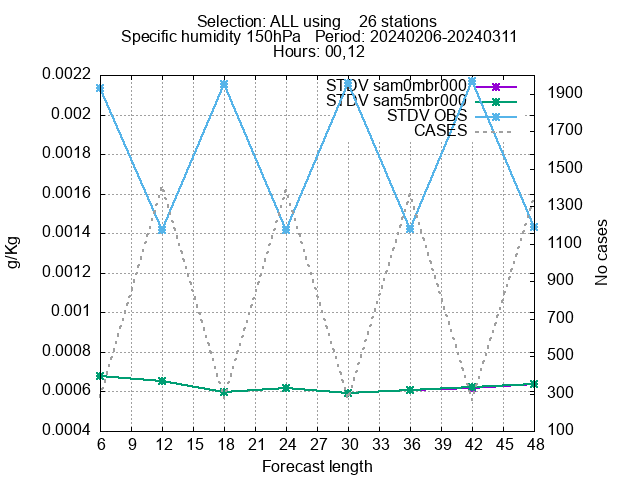 Selection: ALL using    26 stations
Specific humidity 150hPa   Period: 20240206-20240311
Hours: 00,12
STDV sam0mbr000
STDV sam5mbr000
STDV OBS
CASES
g/Kg
0.0022
0.002
0.0018
0.0016
0.0014
0.0012
0.001
0.0008
0.0006
0.0004
1900
1700
1500
1300
1100
900
700
500
300
100
No cases
6 9 12 15 18 21 24 27 30 33 36 39 42 45 48
Forecast length